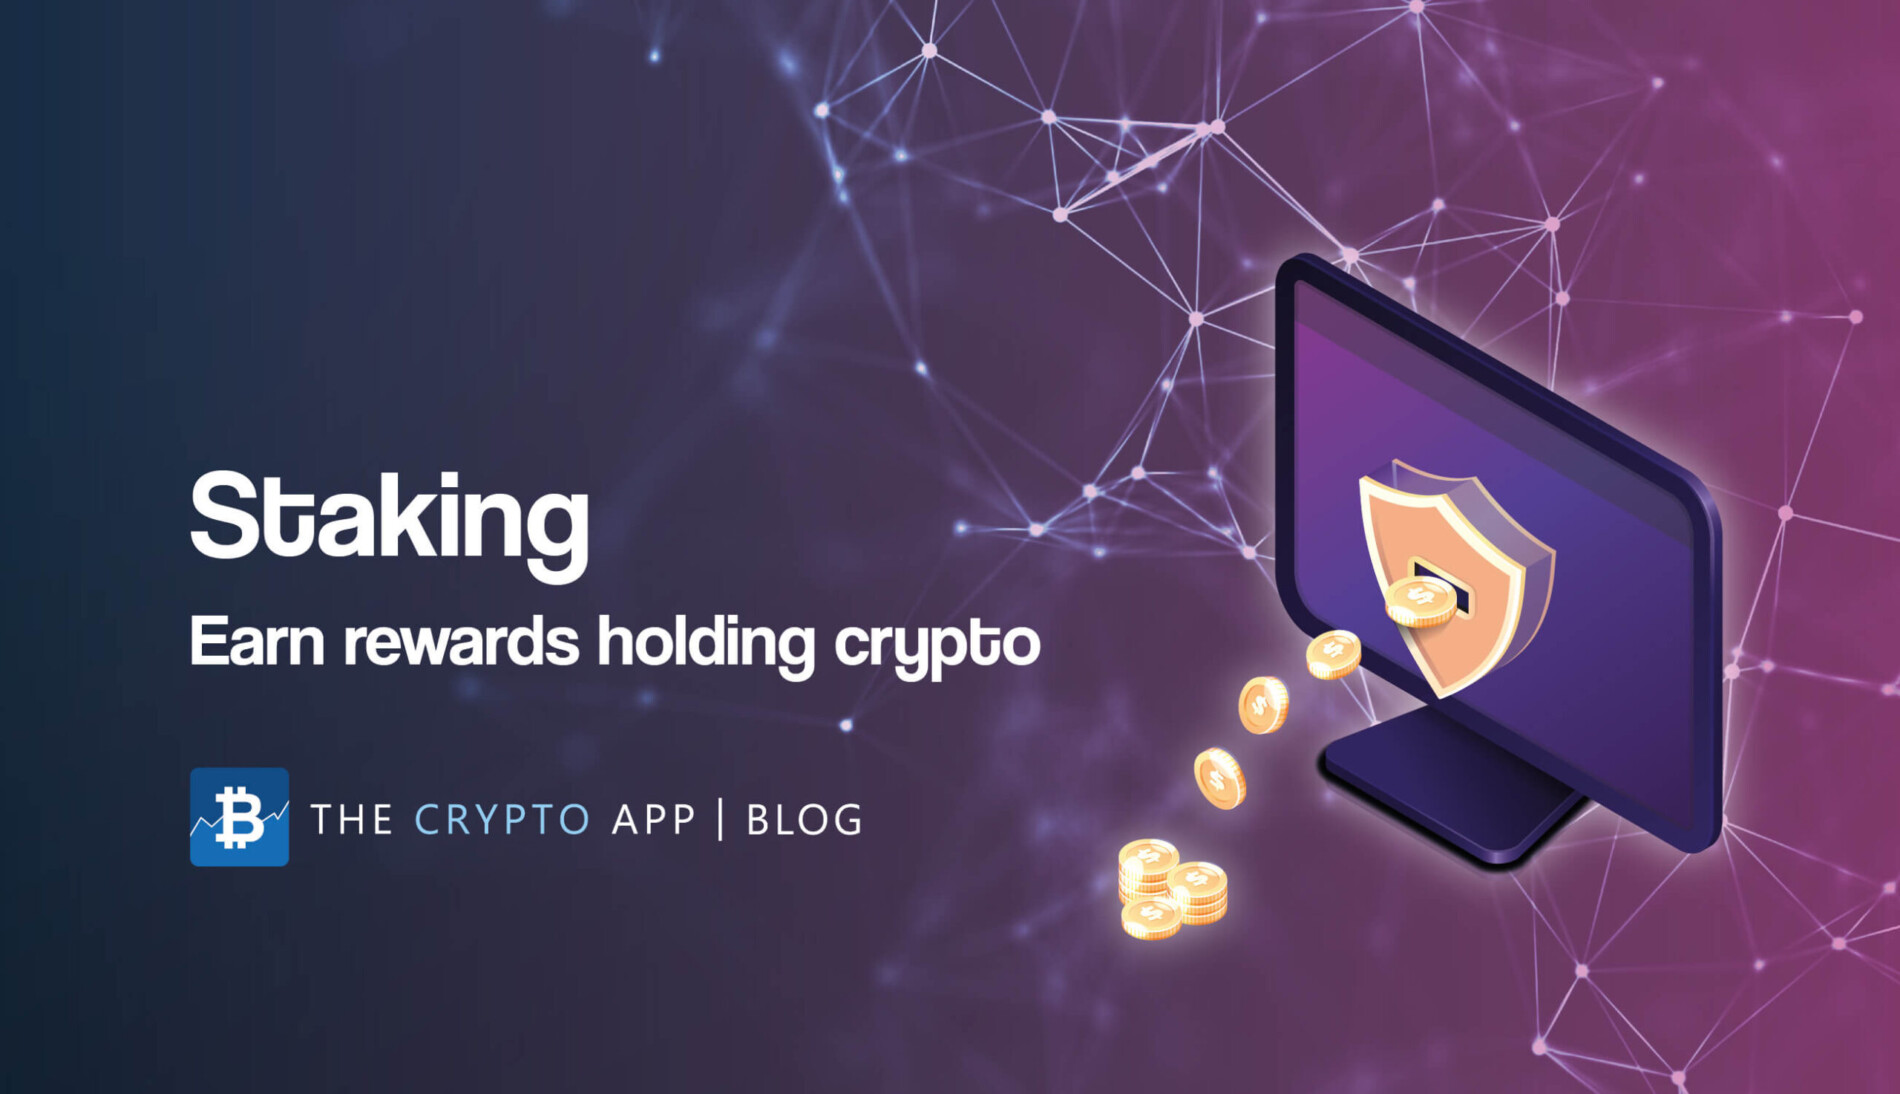 Staking
Earn rewards holding crypto
THE CRYPTO APP | BLOG